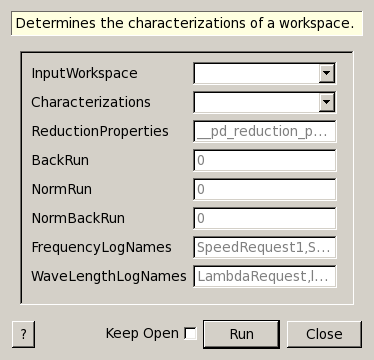 Determines the characterizations of a workspace.
InputWorkspace
Characterizations
ReductionProperties __pd_reduction_p...
BackRun 0
NormRun 0
NormBackRun 0
FrequencyLogNames SpeedRequest1,S...
WaveLengthLogNames LambdaRequest,l...
? Keep Open Run Close